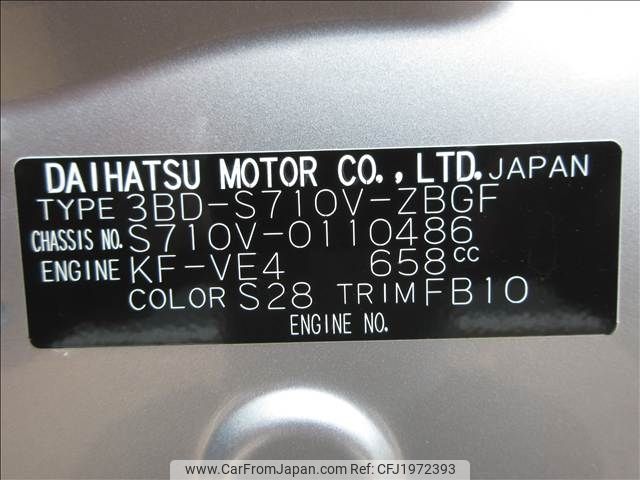 DAIHATSU MOTOR CO.,LTD. JAPAN
TYPE 3BD-S710V-ZBGF
CHASSIS NO. S710V-0110486
ENGINE KF-VE4 658cc
COLOR S28 TRIM FB10
ENGINE NO.
www.CarFromJapan.com | ID: CFJ1972393